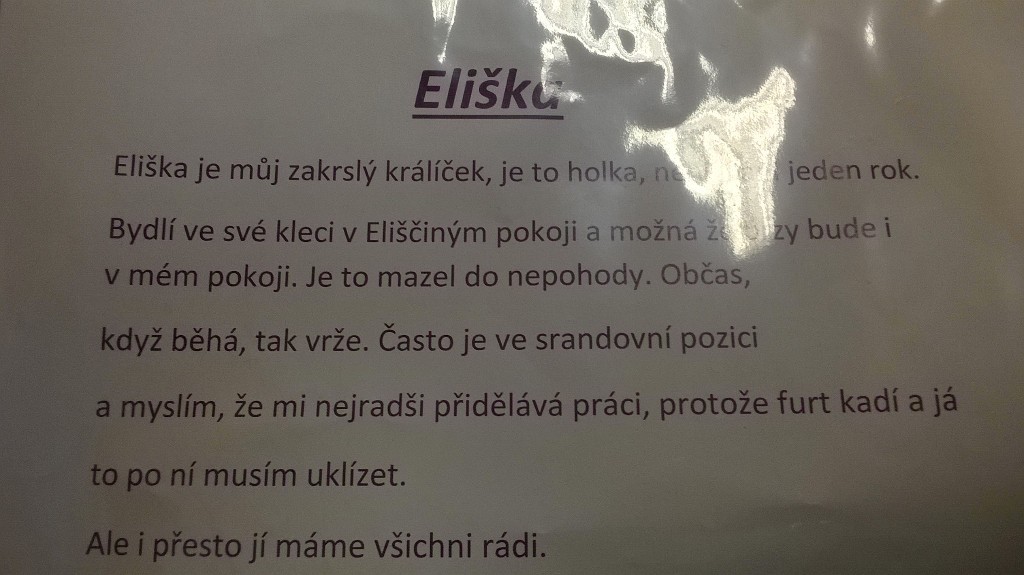 Eliška
Eliška je můj zakrslý králíček, je to holka, jeden rok.
Bydlí ve své kleci v Eliščiným pokoji a možná bude i
v mém pokoji. Je to mazel do nepohody. Občas,
když běhá, tak vrže. Často je ve srandovní pozici
a myslím, že mi nejradši přidělává práci, protože furt kadí a já
to po ní musím uklízet.
Ale i přesto jí máme všichni rádi.